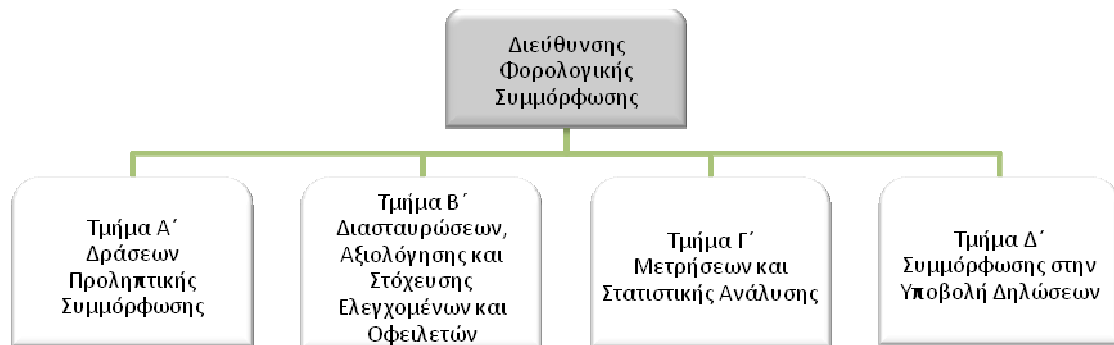 Διεύθυνσης
Φορολογικής
Συμμόρφωσης
Τμήμα Α΄
Δράσεων
Προληπτικής
Συμμόρφωσης
Τμήμα Β΄
Διασταυρώσεων,
Αξιολόγησης και
Στόχευσης
Ελεγχομένων και
Οφειλετών
Τμήμα Γ΄
Μετρήσεων και
Στατιστικής Ανάλυσης
Τμήμα Δ΄
Συμμόρφωσης στην
Υποβολή Δηλώσεων